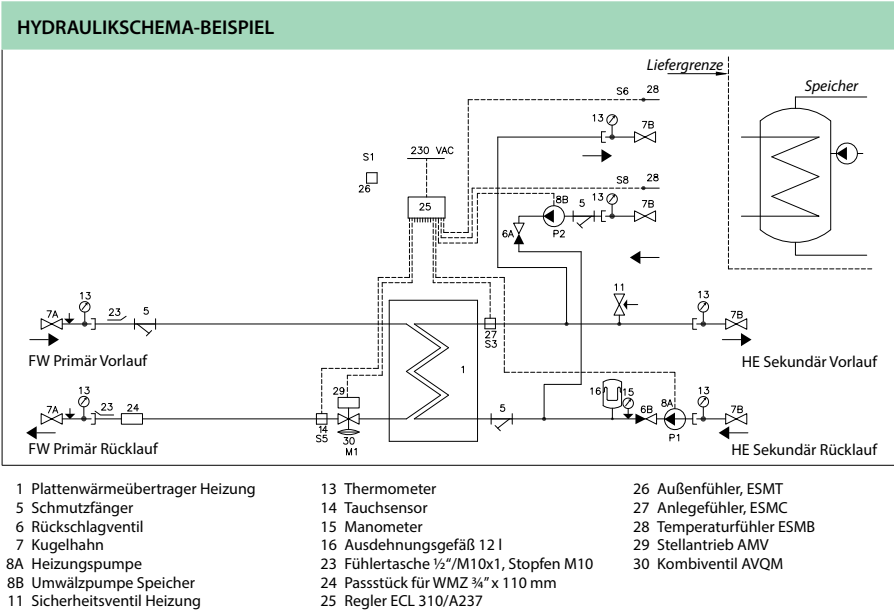 HYDRAULIKSCHEMA-BEISPIEL
Liefergrenze
Speicher
S6 28
13
7B
230 VAC
S1
26
25
S8 28
8B
5
13
7B
6A
P2
11
7A
13
23
5
27
S3
13
7B
FW Primär Vorlauf
HE Sekundär Vorlauf
1
7A
13
23
24
29
14
S5
30
M1
5
16
15
6B
8A
P1
13
7B
FW Primär Rücklauf
HE Sekundär Rücklauf
1 Plattenwärmeübertrager Heizung
5 Schmutzfänger
6 Rückschlagventil
7 Kugelhahn
8A Heizungspumpe
8B Umwälzpumpe Speicher
11 Sicherheitsventil Heizung
13 Thermometer
14 Tauchsensor
15 Manometer
16 Ausdehnungsgefäß 12 l
23 Fühlertasche ½“/M10x1, Stopfen M10
24 Passstück für WMZ ¾” x 110 mm
25 Regler ECL 310/A237
26 Außenfühler, ESMT
27 Anlegefühler, ESMC
28 Temperaturfühler ESMB
29 Stellantrieb AMV
30 Kombiventil AVQM